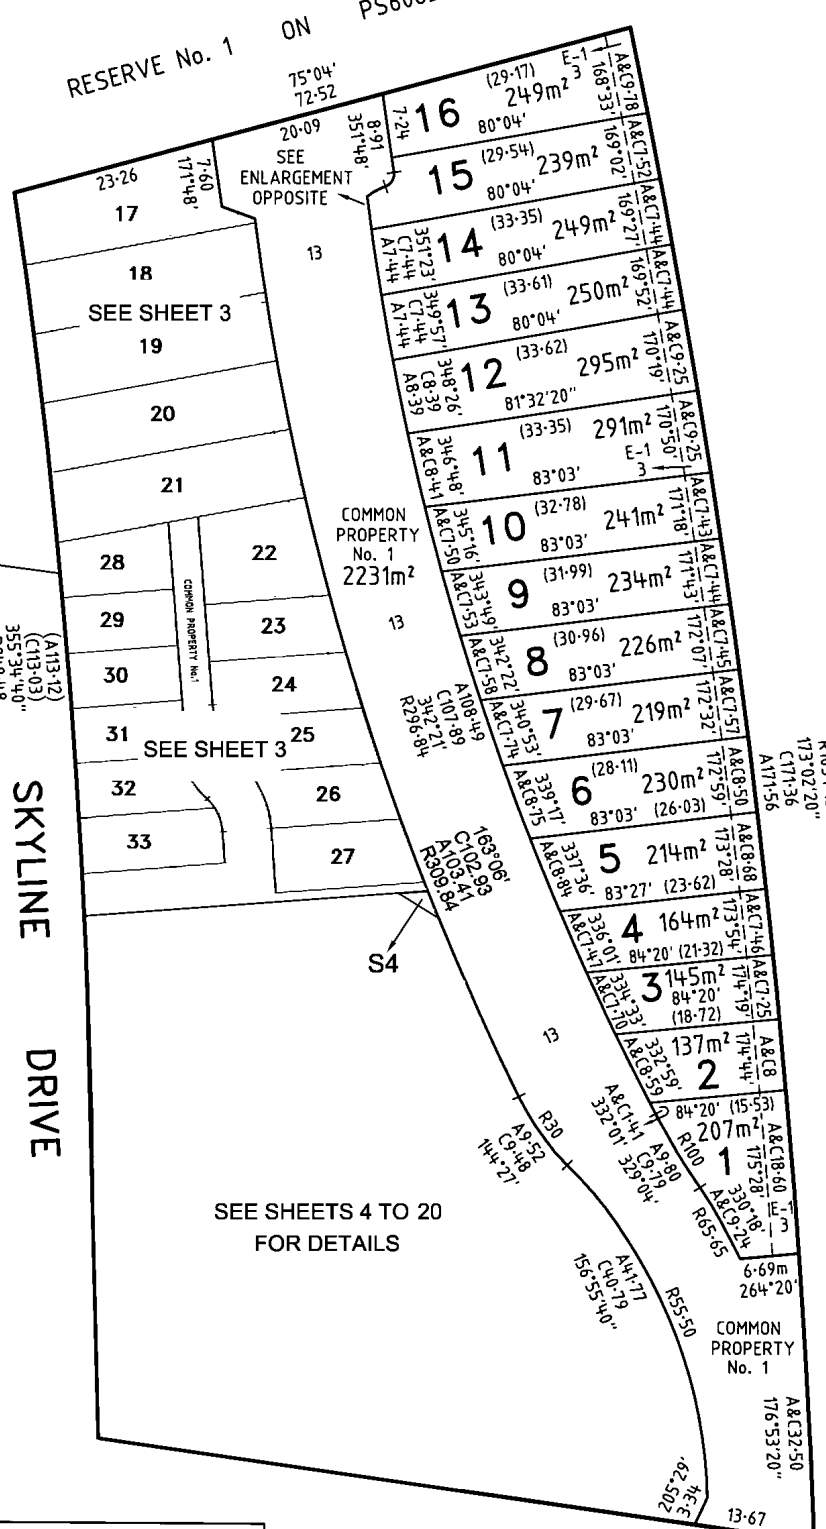 RESERVE No. 1 ON
75°04'
72·52
20·09
8·91
351°48'
SEE
ENLARGEMENT
OPPOSITE
23·26
7·60
171°48'
17
18
SEE SHEET 3
19
20
21
13
7·24
16
(29·17)
249m²
80°04'
E-1
3
168°33'
A&C9·78
15
(29·54)
239m²
80°04'
169°02'
A&C7·52
351°23'
C7·44
A7·44
14
(33·35)
249m²
80°04'
169°27'
A&C7·44
349°57'
C7·44
A7·44
13
(33·61)
250m²
80°04'
169°52'
A&C7·44
348°26'
C8·39
A8·39
12
(33·62)
295m²
81°32'20"
170°19'
A&C9·25
346°48'
A&C8·41
11
(33·35)
291m²
E-1
3
83°03'
170°50'
A&C9·25
345°16'
A&C7·50
10
(32·78)
241m²
83°03'
171°18'
A&C7·43
343°49'
A&C7·53
9
(31·99)
234m²
83°03'
171°43'
A&C7·44
342°22'
A&C7·58
8
(30·96)
226m²
83°03'
172°07'
A&C7·45
340°53'
A&C7·74
7
(29·67)
219m²
83°03'
172°32'
A&C7·57
339°17'
A&C8·75
6
(28·11)
230m²
83°03' (26·03)
172°59'
A&C8·50
337°36'
A&C8·84
5
214m²
83°27' (23·62)
173°28'
A&C8·68
336°01'
A&C7·47
4
164m²
84°20' (21·32)
173°54'
A&C7·46
334°33'
A&C7·70
3
145m²
84°20'
(18·72)
174°19'
A&C7·25
332°59'
A&C8·59
137m²
2
174°44'
A&C8
84°20' (15·53)
207m²
1
175°28'
A&C18·60
330°18'
A&C9·24
E-1
3
6·69m
264°20'
COMMON
PROPERTY
No. 1
2231m²
13
28
29
30
31
32
33
COMMON PROPERTY No.1
22
23
24
25
26
27
SEE SHEET 3
(A113·12)
(C113·03)
355°34'40"
A108·49
C107·89
342°21'
R296·84
163°06'
C102·93
A103·41
R309·84
173°02'20"
C171·36
A171·56
S4
13
SKYLINE DRIVE
R30
A9·52
C9·48
144°27'
A&C1·41
332°01'
A9·80
C9·79
329°04'
R100
R65·65
SEE SHEETS 4 TO 20
FOR DETAILS
A41·77
C40·79
156°55'40"
R55·50
COMMON
PROPERTY
No. 1
A&C32·50
176°53'20"
205°29'
3·34
13·67